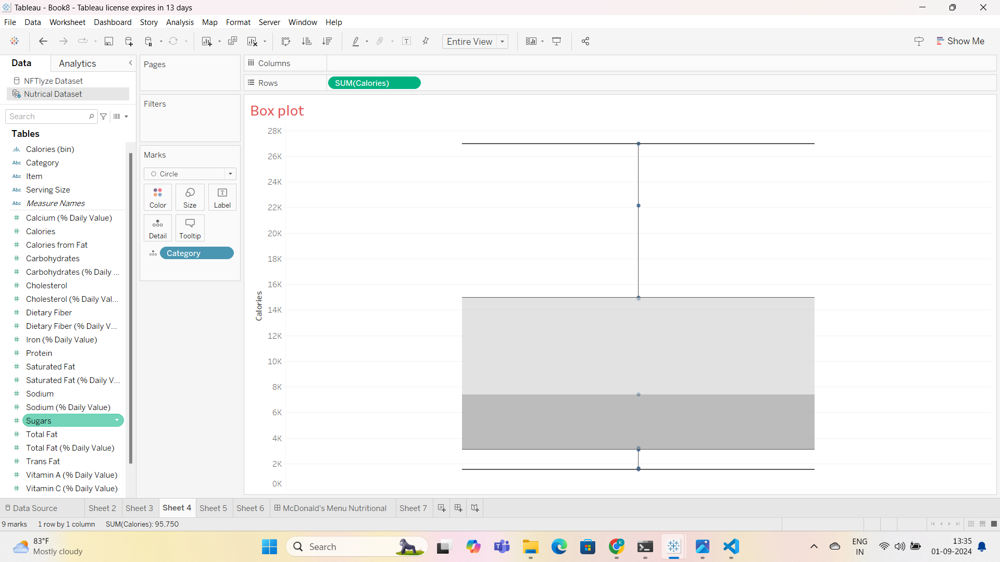 Tableau - Book8 - Tableau license expires in 13 days
File Data Worksheet Dashboard Story Analysis Map Format Server Window Help
Entire View
Show Me
Data Analytics
NFTlyze Dataset
Nutrical Dataset
Search
Tables
Calories (bin)
Abc Category
Abc Item
Abc Serving Size
Abc Measure Names
Calcium (% Daily Value)
Calories
Calories from Fat
Carbohydrates
Carbohydrates (% Daily ...
Cholesterol
Cholesterol (% Daily Val...
Dietary Fiber
Dietary Fiber (% Daily V...
Iron (% Daily Value)
Protein
Saturated Fat
Saturated Fat (% Daily V...
Sodium
Sodium (% Daily Value)
Sugars
Total Fat
Total Fat (% Daily Value)
Trans Fat
Vitamin A (% Daily Value)
Vitamin C (% Daily Value)
Pages
Filters
Marks
Circle
Color Size Label
Detail Tooltip
Category
Columns
Rows SUM(Calories)
Box plot
28K
26K
24K
22K
20K
18K
16K
14K
12K
10K
8K
6K
4K
2K
0K
Calories
Data Source Sheet 2 Sheet 3 Sheet 4 Sheet 5 Sheet 6 McDonald's Menu Nutritional Sheet 7
9 marks 1 row by 1 column SUM(Calories): 95,750
83°F
Mostly cloudy
Search
ENG
IN
13:35
01-09-2024